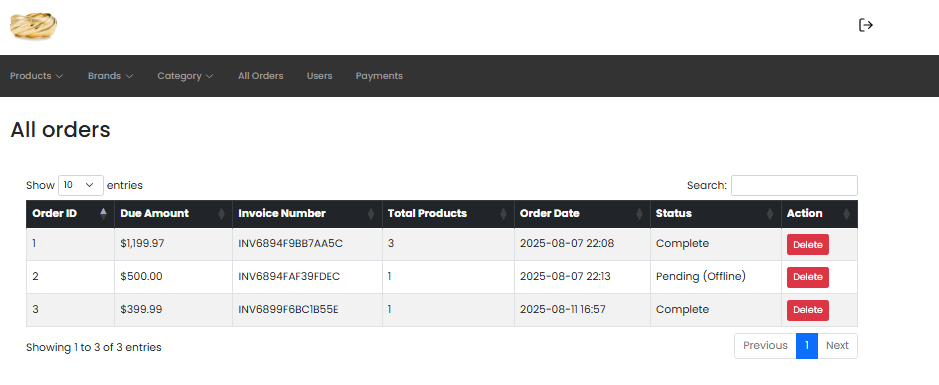 Products Brands Category All Orders Users Payments
All orders
Show 10 entries Search:
Order ID Due Amount Invoice Number Total Products Order Date Status Action
1 $1,199.97 INV6894F9BB7AA5C 3 2025-08-07 22:08 Complete Delete
2 $500.00 INV6894FAF39FDEC 1 2025-08-07 22:13 Pending (Offline) Delete
3 $399.99 INV6899F6BC1B55E 1 2025-08-11 16:57 Complete Delete
Showing 1 to 3 of 3 entries Previous 1 Next